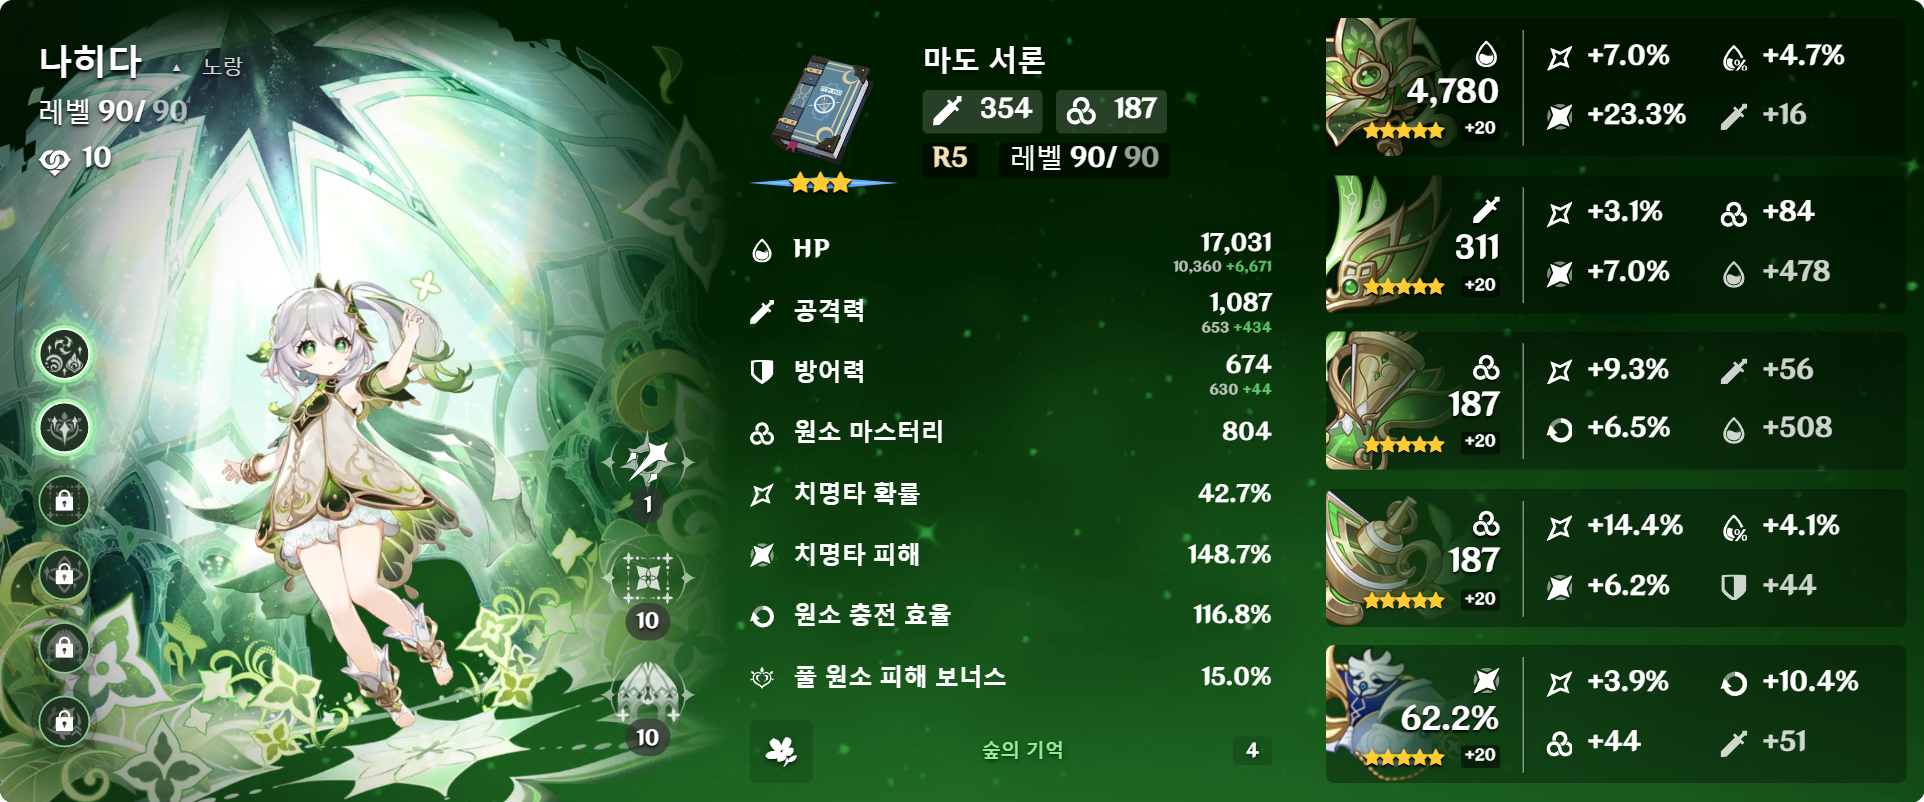 나히다 ▲ 노랑
레벨 90/ 90
10
1
10
10
마도 서론
354 187
R5 레벨 90/ 90
HP 17,031
10,360 +6,671
공격력 1,087
653 +434
방어력 674
630 +44
원소 마스터리 804
치명타 확률 42.7%
치명타 피해 148.7%
원소 충전 효율 116.8%
풀 원소 피해 보너스 15.0%
숲의 기억 4
4,780
+20
+7.0% +4.7%
+23.3% +16
311
+20
+3.1% +84
+7.0% +478
187
+20
+9.3% +56
+6.5% +508
187
+20
+14.4% +4.1%
+6.2% +44
62.2%
+20
+3.9% +10.4%
+44 +51